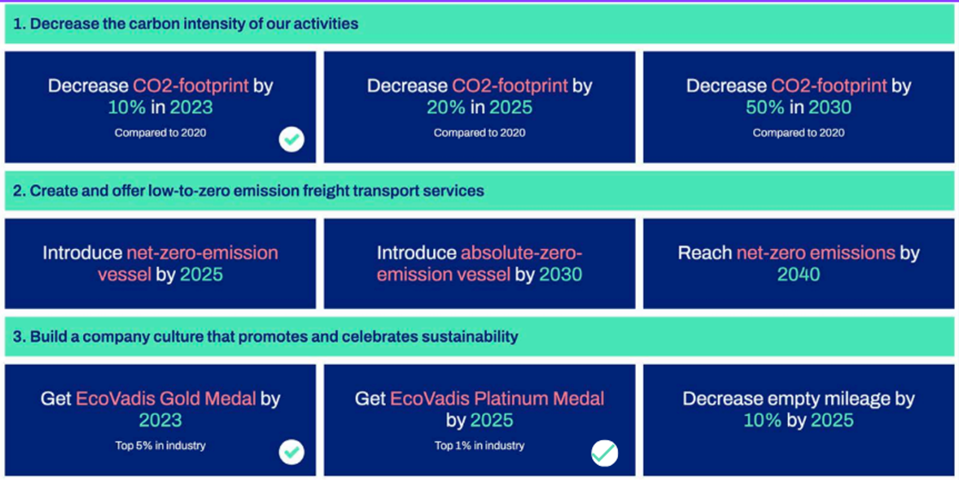 1. Decrease the carbon intensity of our activities
Decrease CO2-footprint by
10% in 2023
Compared to 2020
Decrease CO2-footprint by
20% in 2025
Compared to 2020
Decrease CO2-footprint by
50% in 2030
Compared to 2020
2. Create and offer low-to-zero emission freight transport services
Introduce net-zero-emission
vessel by 2025
Introduce absolute-zero-
emission vessel by 2030
Reach net-zero emissions by
2040
3. Build a company culture that promotes and celebrates sustainability
Get EcoVadis Gold Medal by
2023
Top 5% in industry
Get EcoVadis Platinum Medal
by 2025
Top 1% in industry
Decrease empty mileage by
10% by 2025